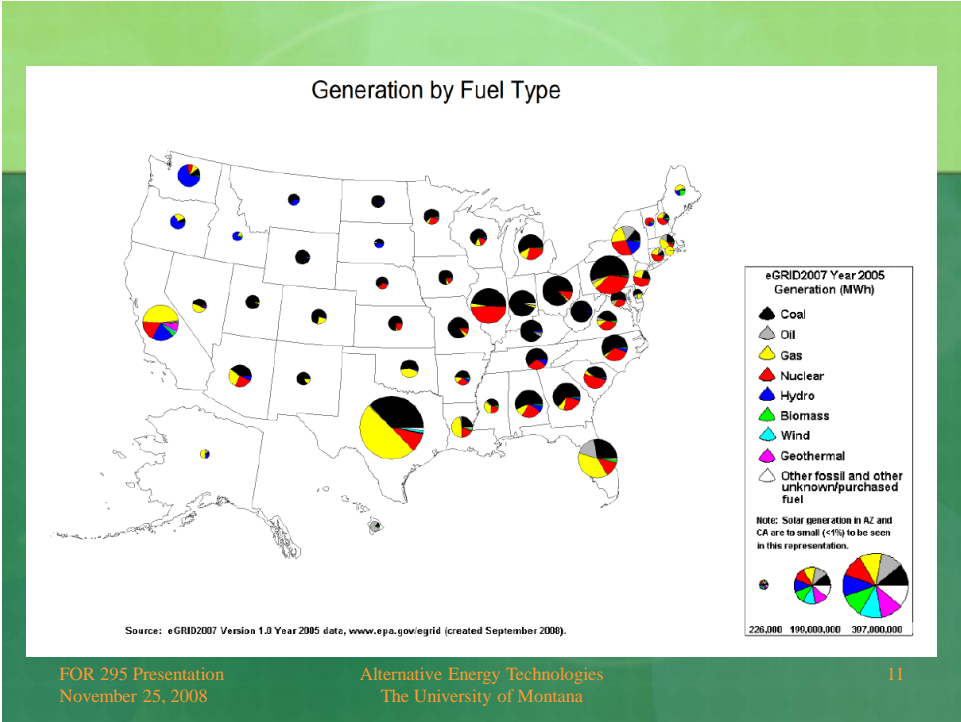 Generation by Fuel Type
eGRID2007 Year 2005
Generation (MWh)
Coal
Oil
Gas
Nuclear
Hydro
Biomass
Wind
Geothermal
Other fossil and other
unknown/purchased
fuel
Note: Solar generation in AZ and
CA are to small (<1%) to be seen
in this representation.
226,000 199,000,000 397,000,000
Source: eGRID2007 Version 1.0 Year 2005 data, www.epa.gov/egrid (created September 2008).
FOR 295 Presentation
November 25, 2008
Alternative Energy Technologies
The University of Montana
11